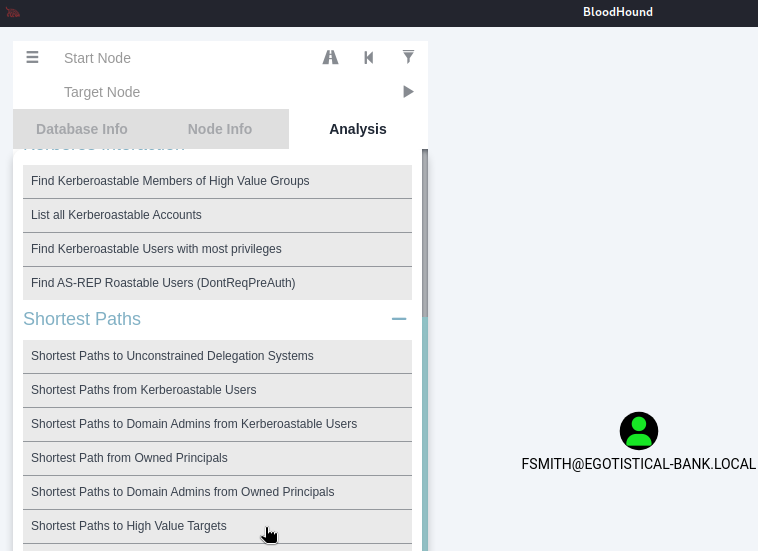 BloodHound
Start Node
Target Node
Database Info
Node Info
Analysis
Kerberos Interaction
Find Kerberoastable Members of High Value Groups
List all Kerberoastable Accounts
Find Kerberoastable Users with most privileges
Find AS-REP Roastable Users (DontReqPreAuth)
Shortest Paths
Shortest Paths to Unconstrained Delegation Systems
Shortest Paths from Kerberoastable Users
Shortest Paths to Domain Admins from Kerberoastable Users
Shortest Path from Owned Principals
Shortest Paths to Domain Admins from Owned Principals
Shortest Paths to High Value Targets
FSMITH@EGOTISTICAL-BANK.LOCAL